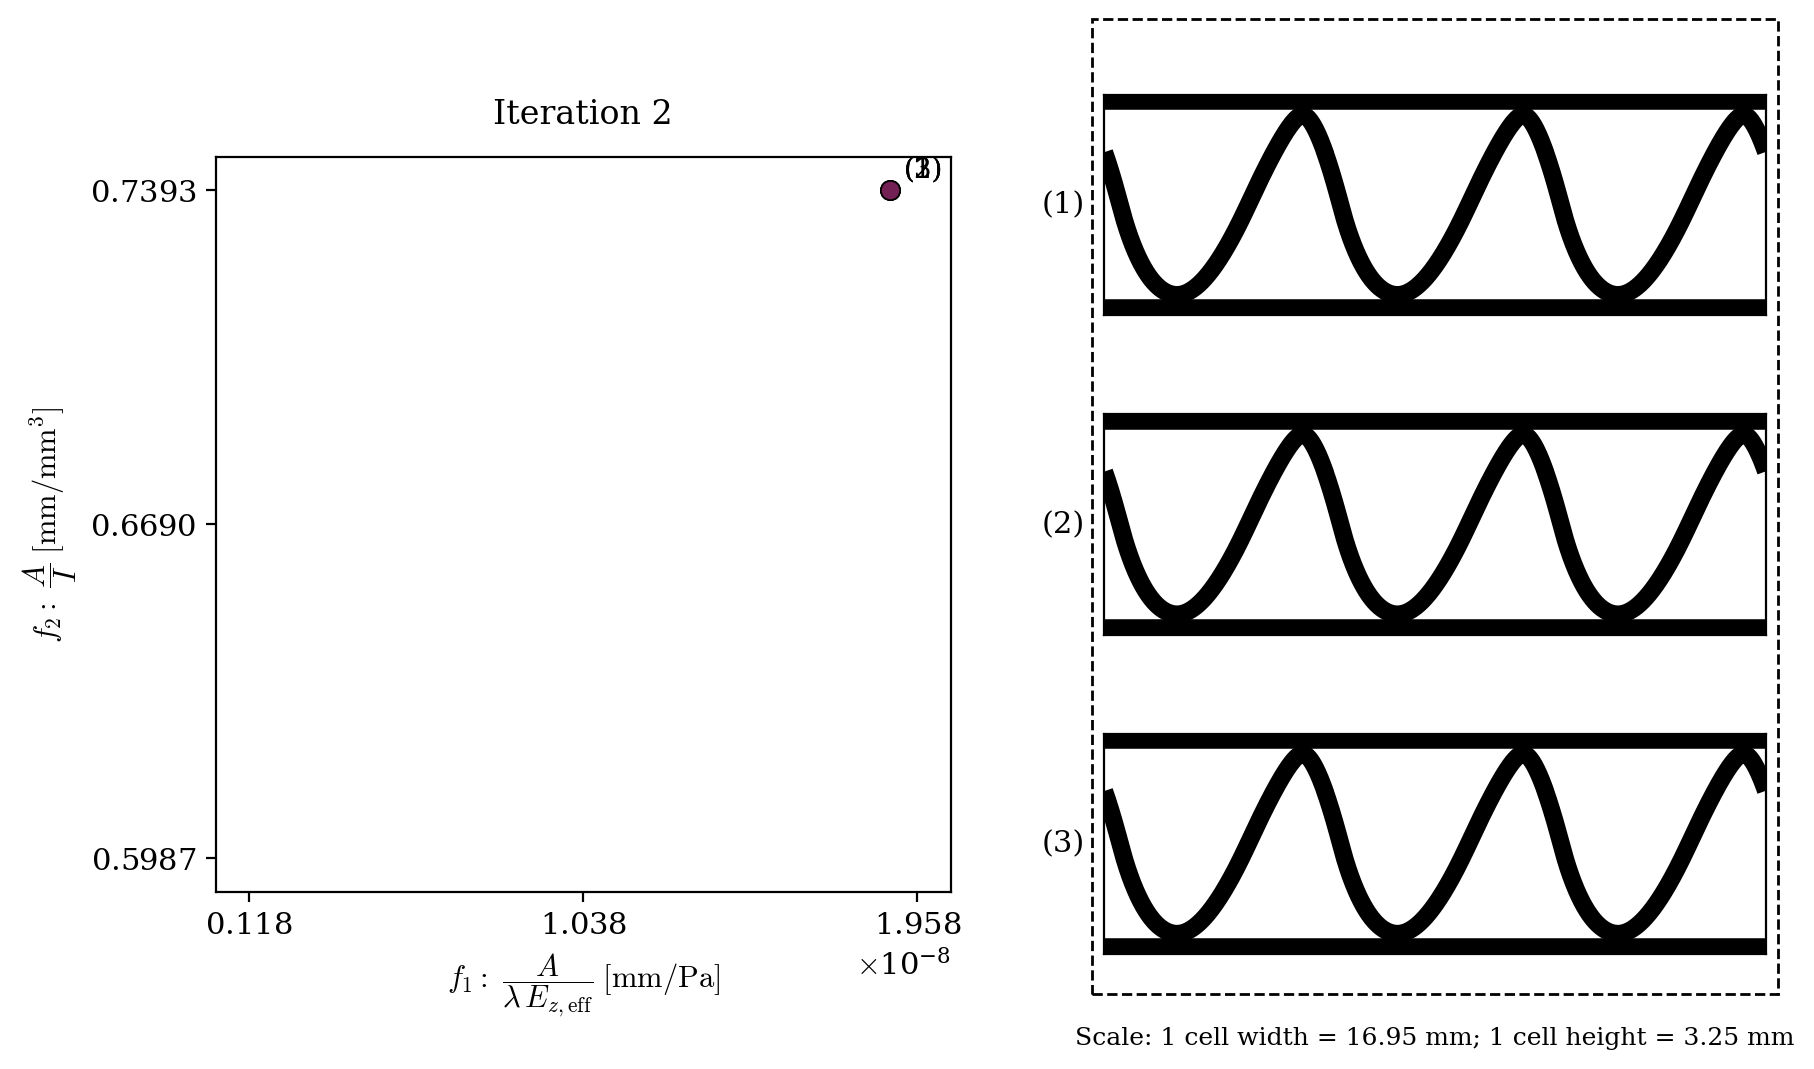 Iteration 2
0.7393
0.6690
0.5987
f₂ : A/I [mm/mm³]
0.118
1.038
1.958
×10⁻⁸
f₁ : A/(λ E_z,eff) [mm/Pa]
(1)
(2)
(3)
Scale: 1 cell width = 16.95 mm; 1 cell height = 3.25 mm